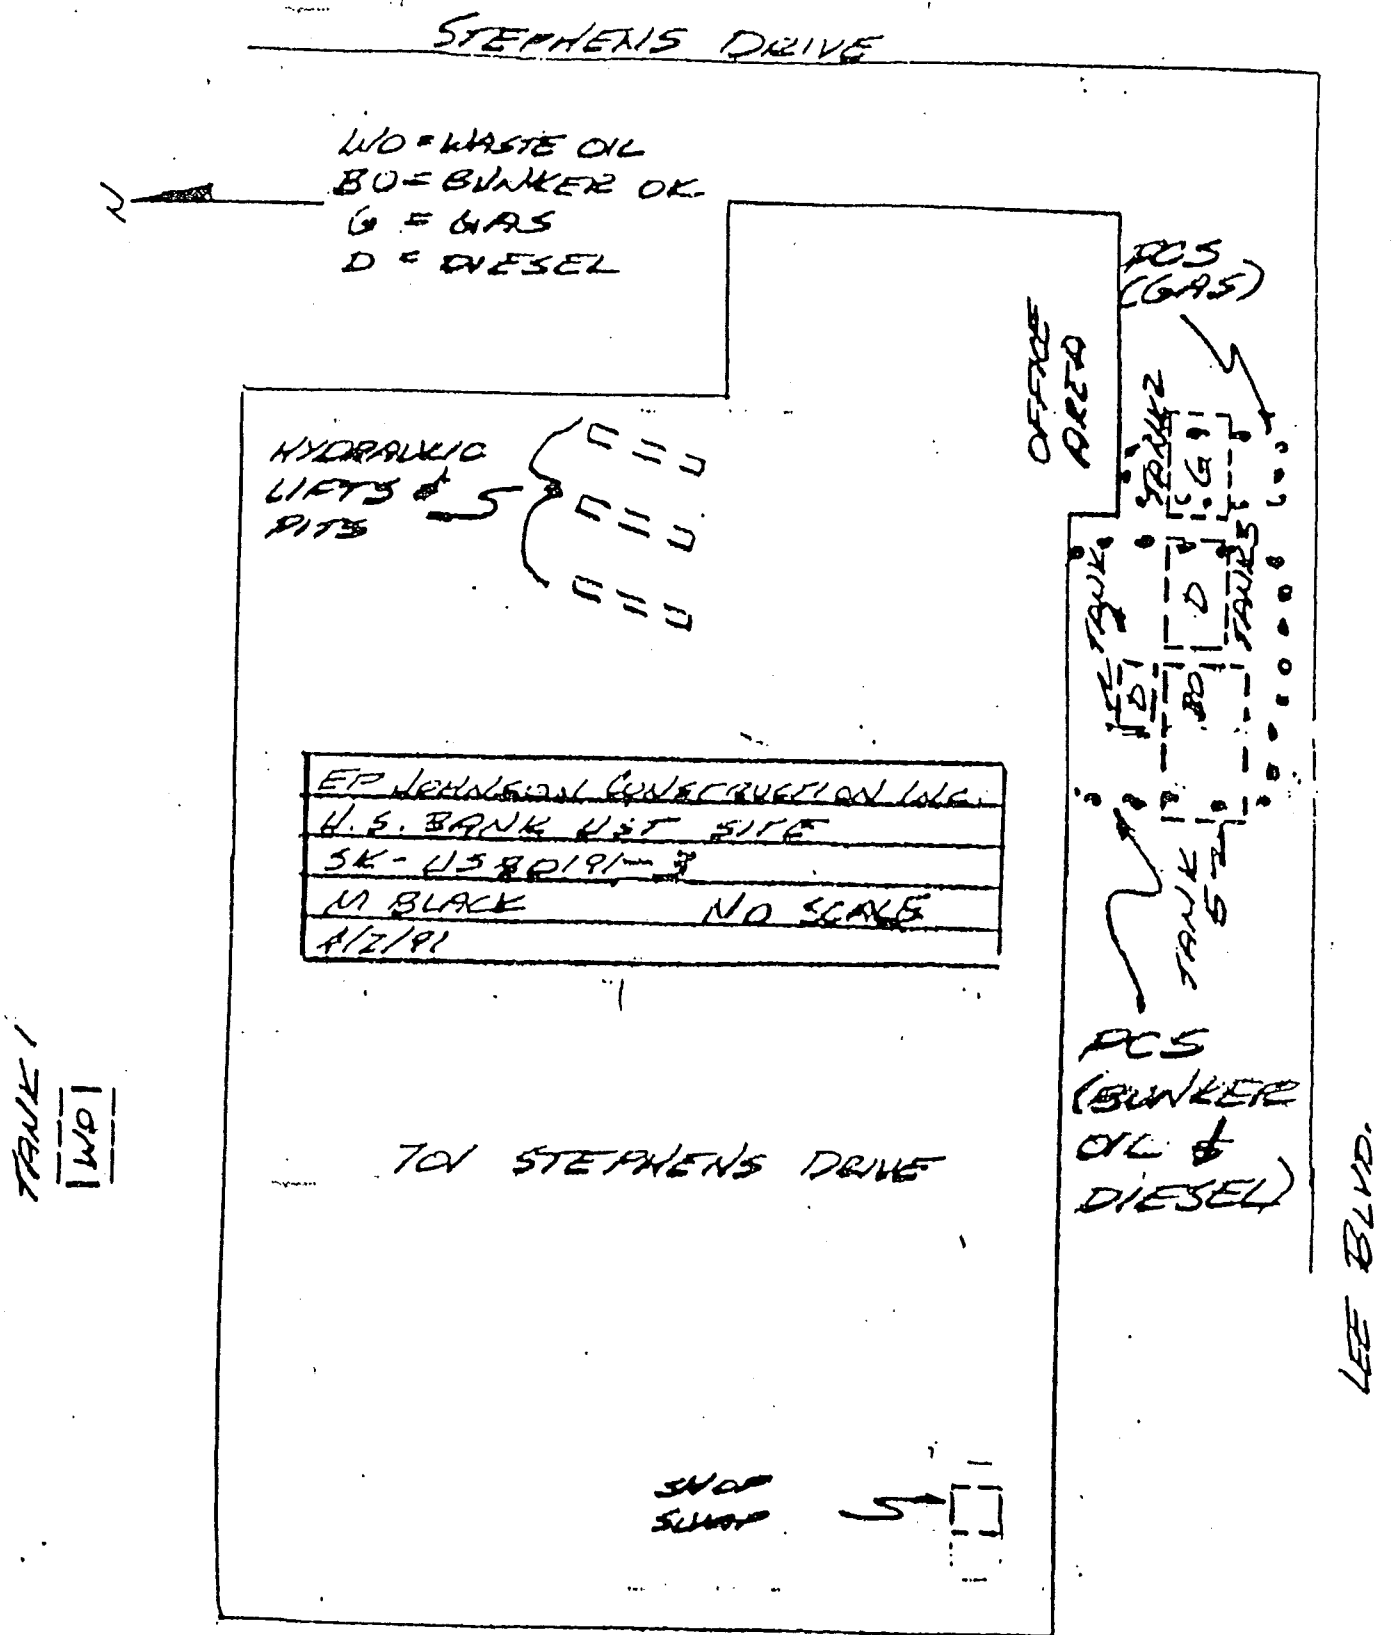 STEPHENS DRIVE
WO = WASTE OIL
BO = BUNKER OIL
G = GAS
D = DIESEL
N
PCS
(GAS)
OFFICE
AREA
HYDRAULIC
LIFTS &
PITS
TANK 2
G
TANK
D
TANK 3
D
BO
EP JOHNSON CONSTRUCTION INC.
U.S. BANK UST SITE
M BLACK NO SCALE
TANK
5
PCS
(BUNKER
OIL &
DIESEL)
TANK 1
WO
701 STEPHENS DRIVE
LEE BLVD.
SHOP
SUMP